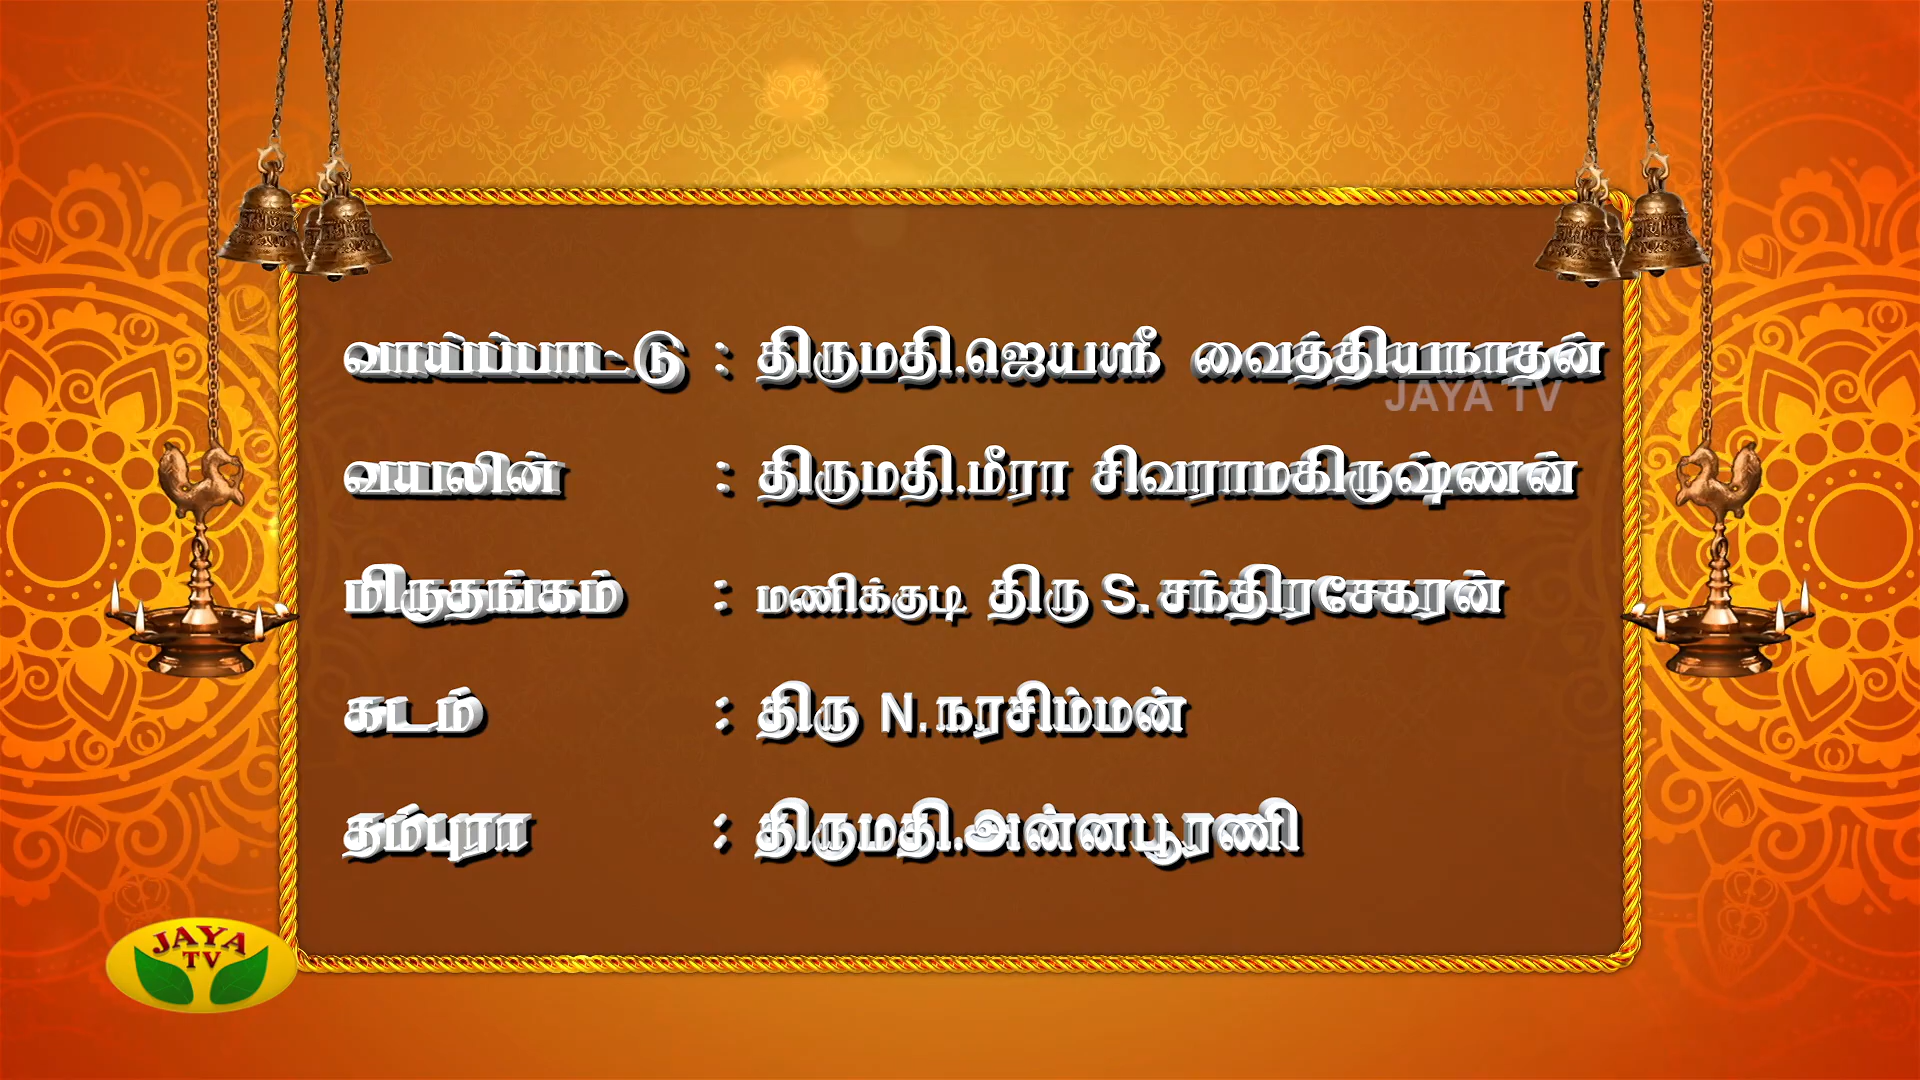 வாய்ப்பாட்டு : திருமதி.ஜெயஸ்ரீ வைத்தியநாதன்
JAYA TV
வயலின் : திருமதி.மீரா சிவராமகிருஷ்ணன்
மிருதங்கம் : மணிக்குடி திரு S.சந்திரசேகரன்
கடம் : திரு N.நரசிம்மன்
தம்புரா : திருமதி.அன்னபூரணி
JAYA
TV